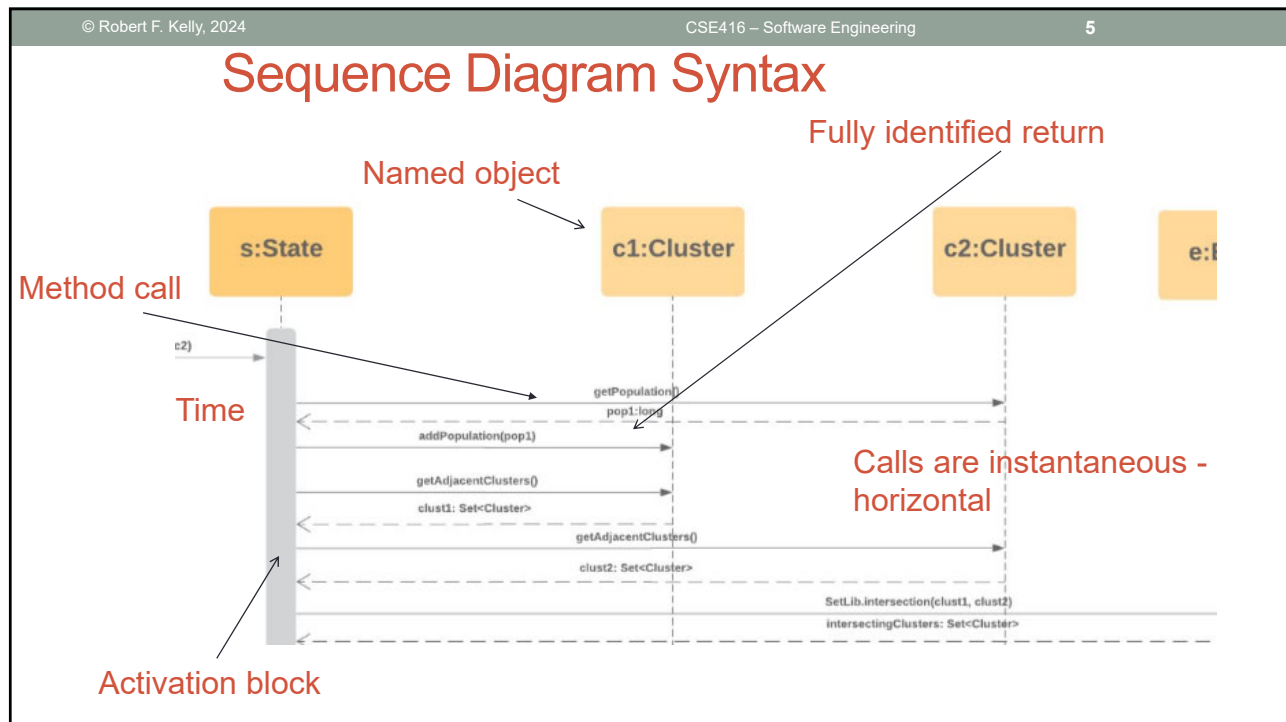 © Robert F. Kelly, 2024
CSE416 – Software Engineering
5
Sequence Diagram Syntax
Fully identified return
Named object
s:State
c1:Cluster
c2:Cluster
Method call
c2)
getPopulation()
Time
pop1:long
addPopulation(pop1)
Calls are instantaneous -
horizontal
getAdjacentClusters()
clust1: Set<Cluster>
getAdjacentClusters()
clust2: Set<Cluster>
SetLib.intersection(clust1, clust2)
intersectingClusters: Set<Cluster>
Activation block